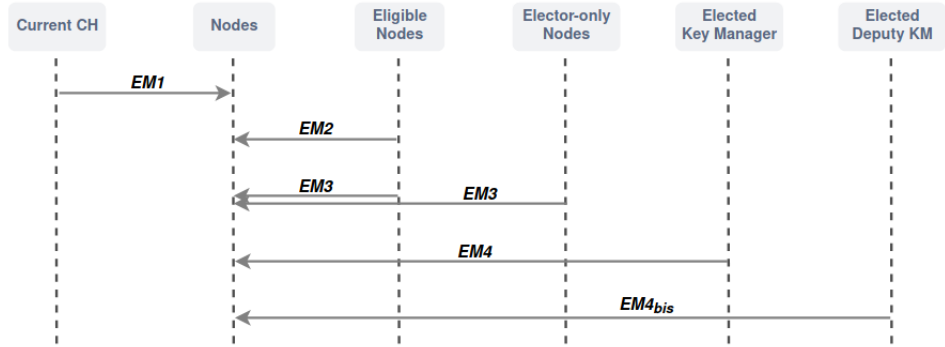 Current CH
Nodes
Eligible
Nodes
Elector-only
Nodes
Elected
Key Manager
Elected
Deputy KM
EM1
EM2
EM3
EM3
EM4
EM4bis